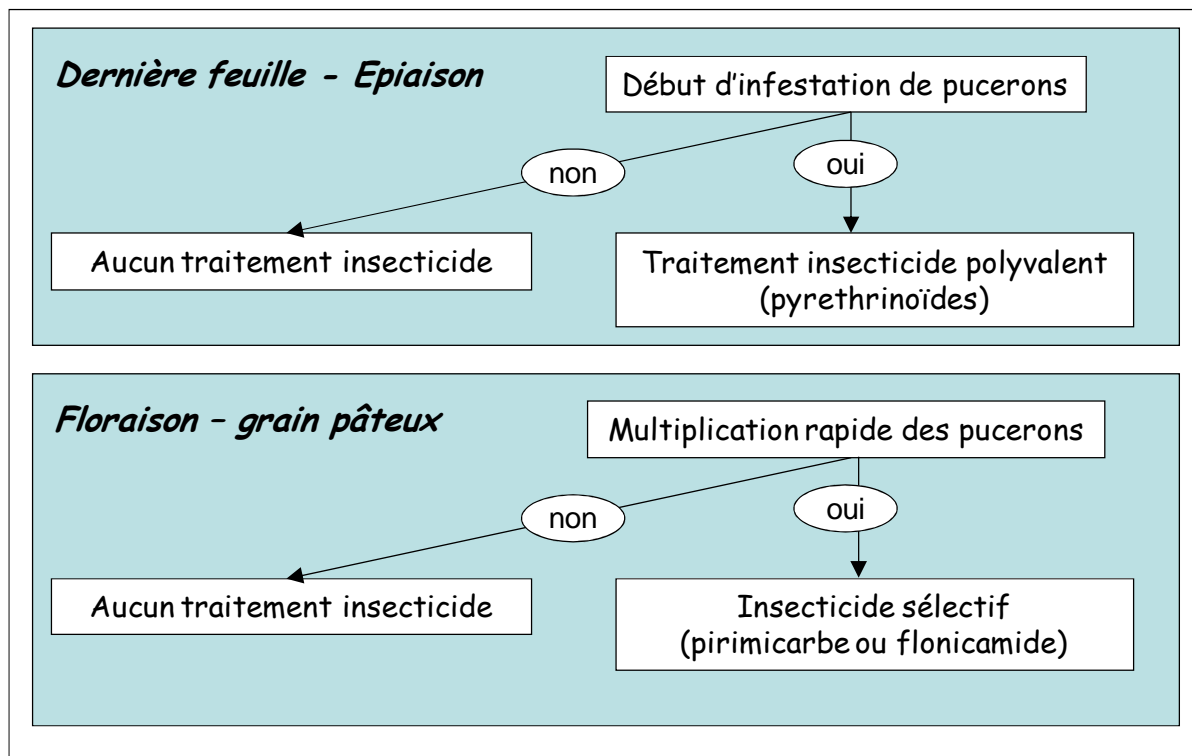 Dernière feuille - Epiaison
Début d'infestation de pucerons
non
oui
Aucun traitement insecticide
Traitement insecticide polyvalent
(pyrethrinoïdes)
Floraison – grain pâteux
Multiplication rapide des pucerons
non
oui
Aucun traitement insecticide
Insecticide sélectif
(pirimicarbe ou flonicamide)